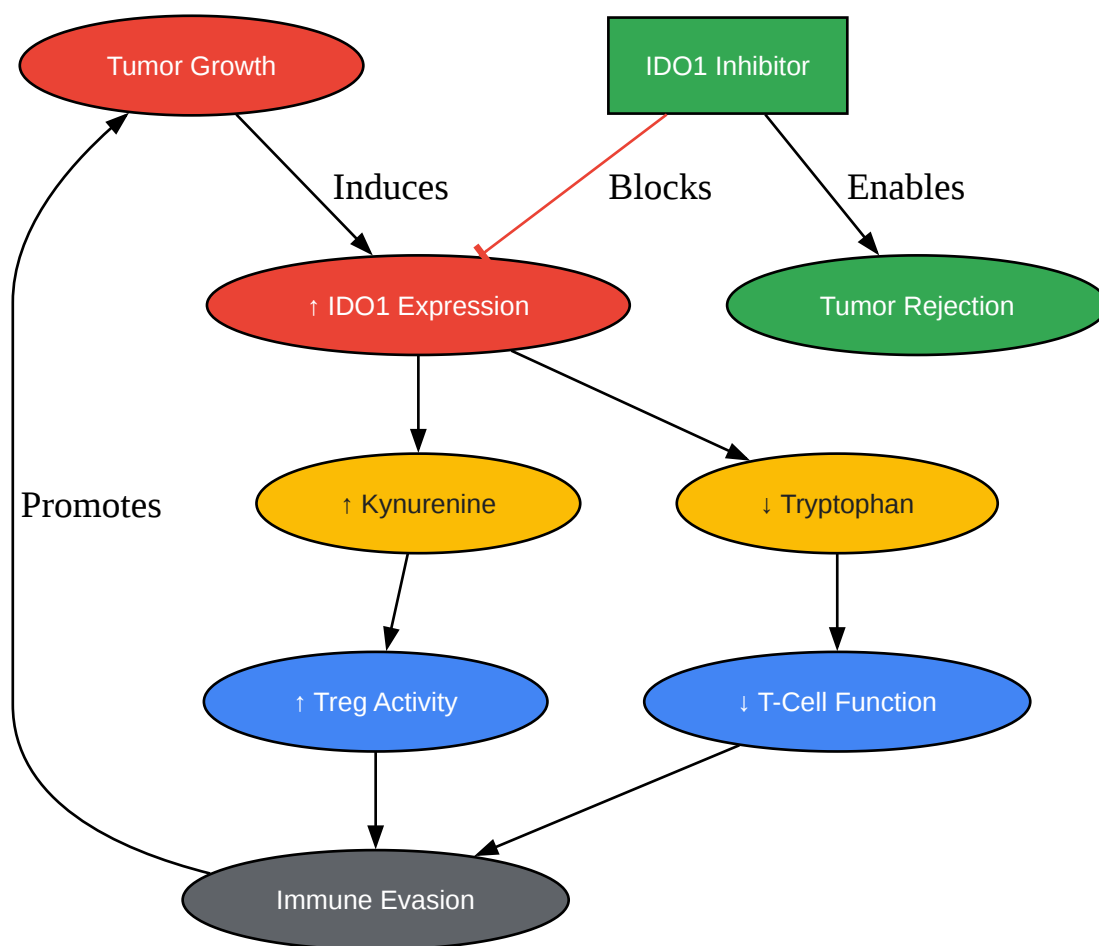 Tumor Growth
IDO1 Inhibitor
Induces
Blocks
Enables
↑ IDO1 Expression
Tumor Rejection
↑ Kynurenine
↓ Tryptophan
Promotes
↑ Treg Activity
↓ T-Cell Function
Immune Evasion